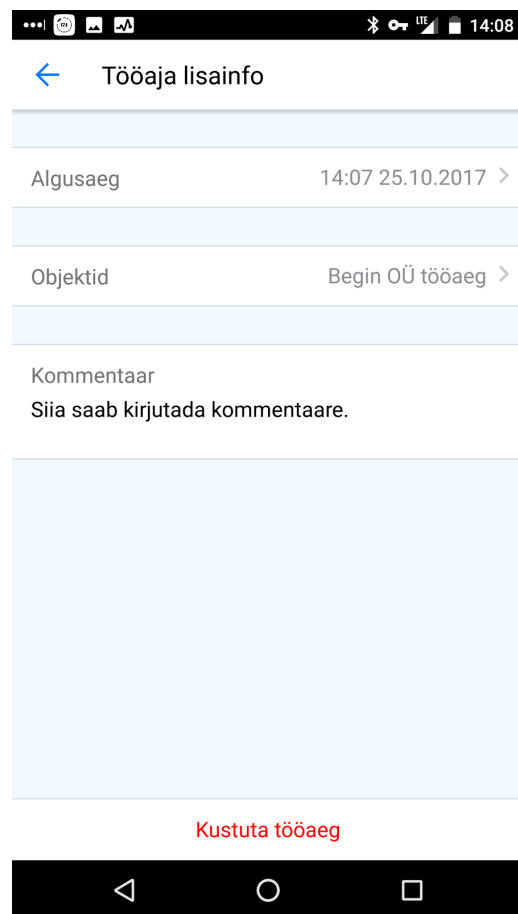 LTE 14:08
Tööaja lisainfo
Algusaeg 14:07 25.10.2017
Objektid Begin OÜ tööaeg
Kommentaar
Siia saab kirjutada kommentaare.
Kustuta tööaeg